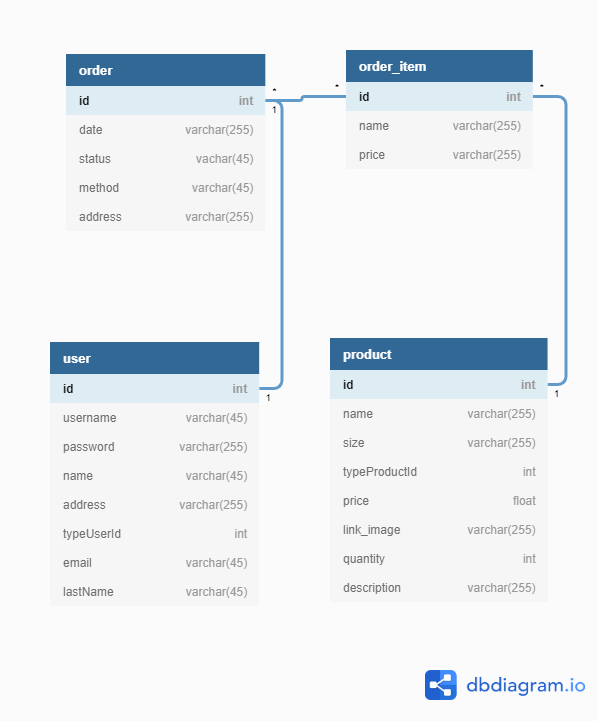 order
id int
date varchar(255)
status vachar(45)
method varchar(45)
address varchar(255)
*
1
order_item
*
*
id int
name varchar(255)
price varchar(255)
user
id int
1
username varchar(45)
password varchar(255)
name varchar(45)
address varchar(255)
typeUserId int
email varchar(45)
lastName varchar(45)
product
id int
1
name varchar(255)
size varchar(255)
typeProductId int
price float
link_image varchar(255)
quantity int
description varchar(255)
dbdiagram.io